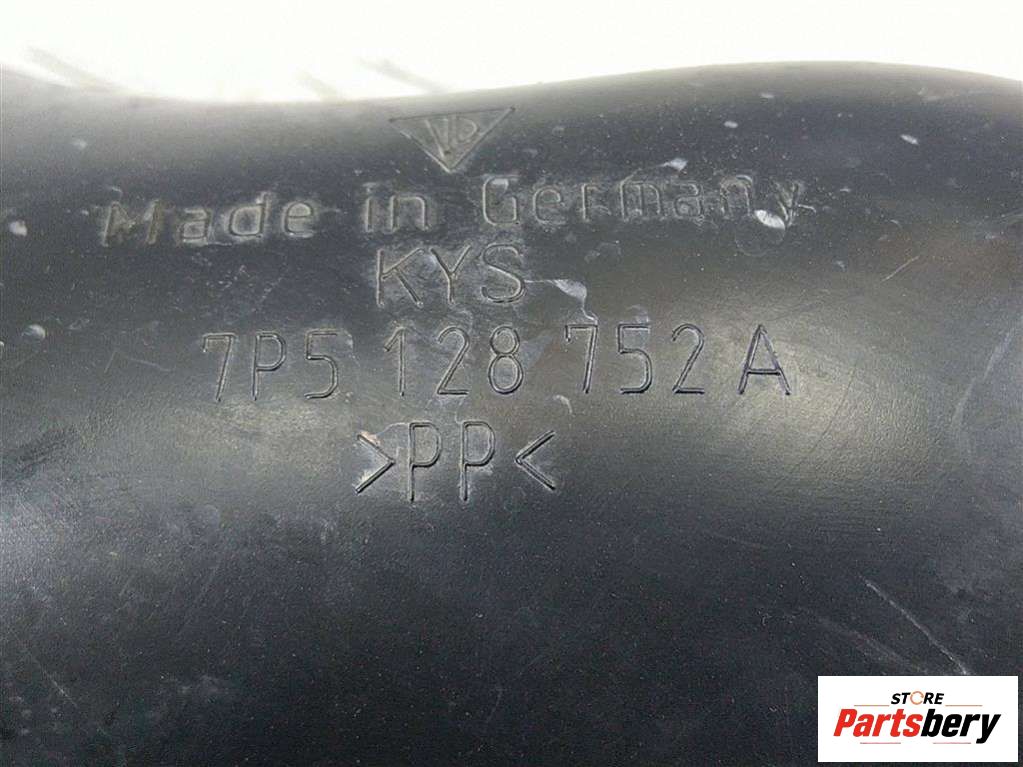 Made in Germany
KYS
7P5 128 752 A
>PP<
STORE
Partsbery